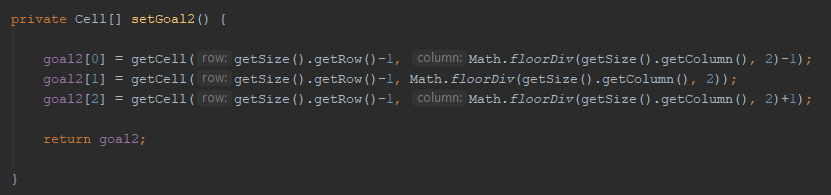 private Cell[] setGoal2() {
goal2[0] = getCell( row: getSize().getRow()-1, column: Math.floorDiv(getSize().getColumn(), 2)-1);
goal2[1] = getCell( row: getSize().getRow()-1, Math.floorDiv(getSize().getColumn(), 2));
goal2[2] = getCell( row: getSize().getRow()-1, column: Math.floorDiv(getSize().getColumn(), 2)+1);
return goal2;
}